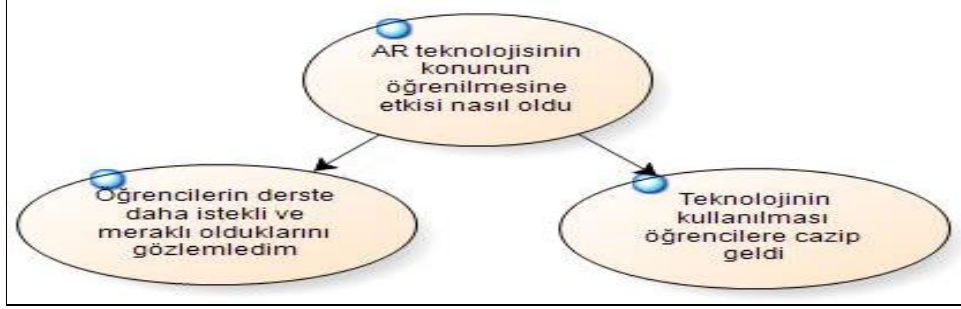 AR teknolojisinin
konunun
öğrenilmesine
etkisi nasıl oldu
Öğrencilerin derste
daha istekli ve
meraklı olduklarını
gözlemledim
Teknolojinin
kullanılması
öğrencilere cazip
geldi